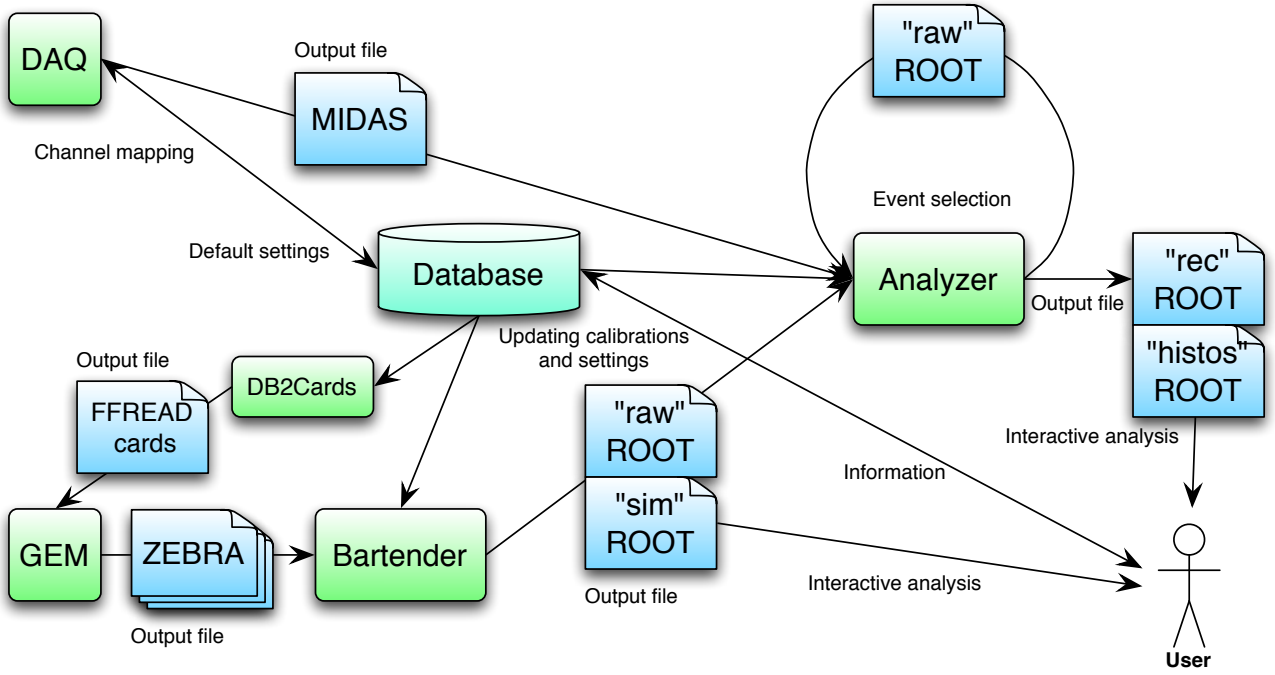 DAQ
Output file
MIDAS
"raw"
ROOT
Channel mapping
Event selection
Default settings
Database
Analyzer
Output file
"rec"
ROOT
"histos"
ROOT
Updating calibrations
and settings
Output file
FFREAD
cards
DB2Cards
"raw"
ROOT
"sim"
ROOT
Output file
Interactive analysis
Information
GEM
ZEBRA
Output file
Bartender
Interactive analysis
User